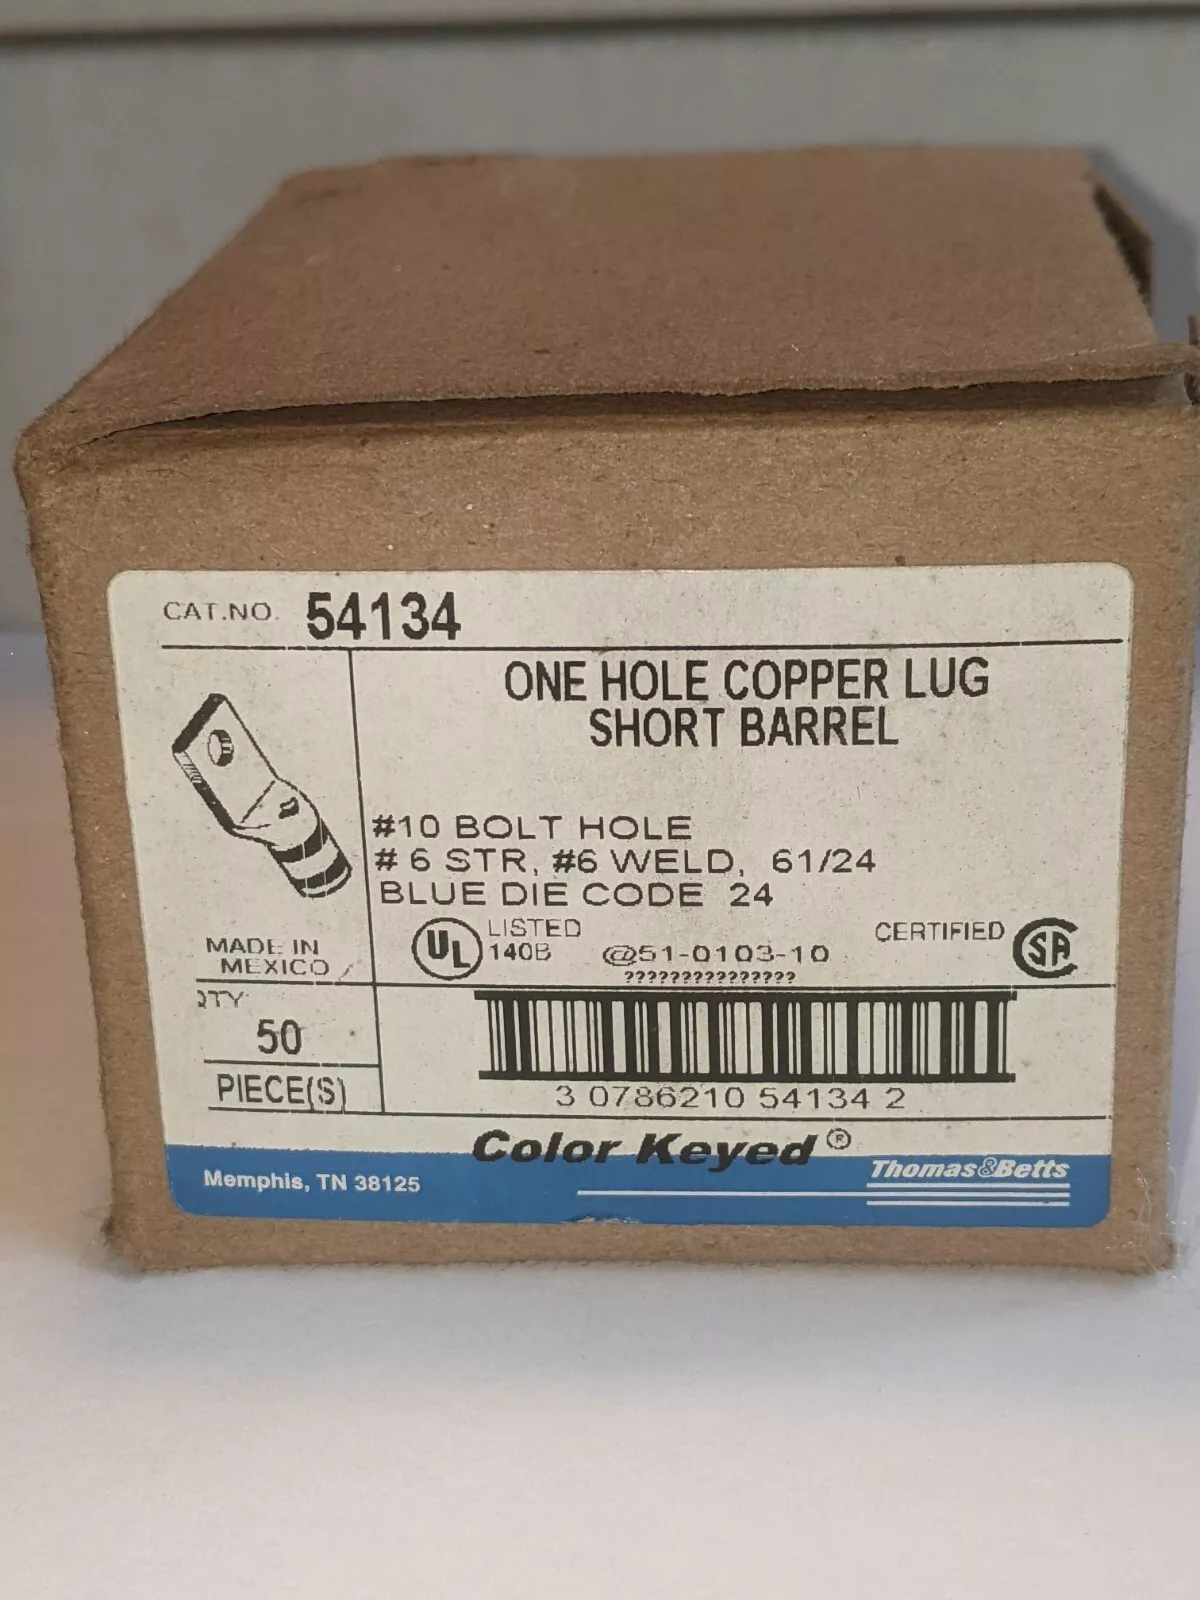 CAT.NO. 54134
ONE HOLE COPPER LUG
SHORT BARREL
#10 BOLT HOLE
# 6 STR, #6 WELD, 61/24
BLUE DIE CODE 24
MADE IN
MEXICO
UL LISTED
140B @51-0103-10
???????????????
CERTIFIED SA
QTY
50
PIECE(S)
3 0786210 54134 2
Color Keyed®
Memphis, TN 38125
Thomas&Betts